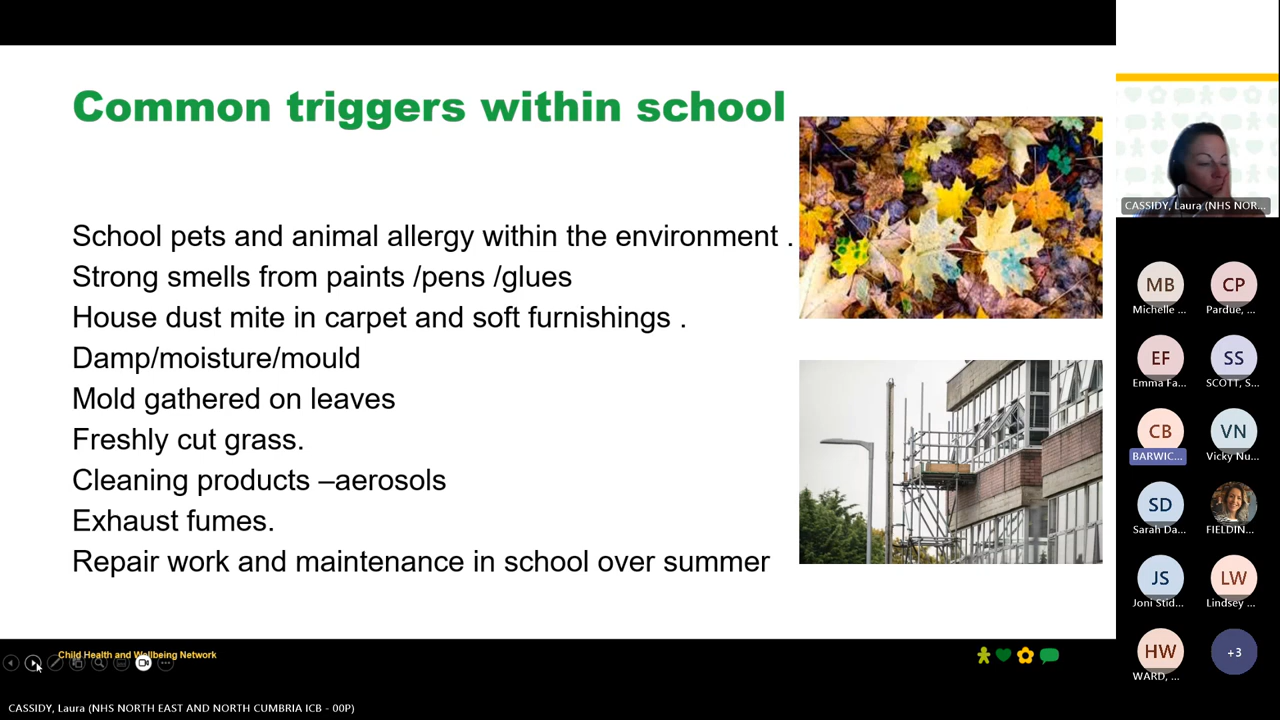 Common triggers within school
School pets and animal allergy within the environment .
Strong smells from paints /pens /glues
House dust mite in carpet and soft furnishings .
Damp/moisture/mould
Mold gathered on leaves
Freshly cut grass.
Cleaning products –aerosols
Exhaust fumes.
Repair work and maintenance in school over summer
Child Health and Wellbeing Network
CASSIDY, Laura (NHS NORTH EAST AND NORTH CUMBRIA ICB - 00P)
CASSIDY, Laura (NHS NOR...
MB
Michelle ...
CP
Pardue, ...
EF
Emma Fa...
SS
SCOTT, S...
CB
BARWIC...
VN
Vicky Nu...
SD
Sarah Da...
FIELDIN...
JS
Joni Stid...
LW
Lindsey ...
HW
WARD, ...
+3